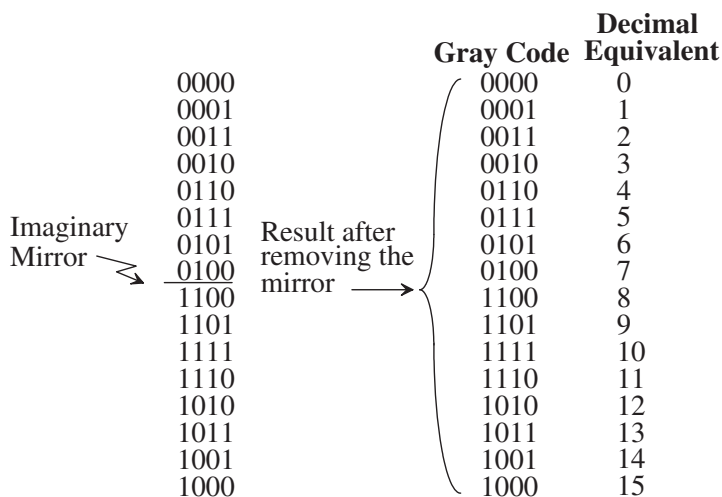 Decimal
Gray Code Equivalent
0000 0000 0
0001 0001 1
0011 0011 2
0010 0010 3
0110 0110 4
0111 0111 5
0101 0101 6
0100 0100 7
1100 1100 8
1101 1101 9
1111 1111 10
1110 1110 11
1010 1010 12
1011 1011 13
1001 1001 14
1000 1000 15
Imaginary
Mirror
Result after
removing the
mirror